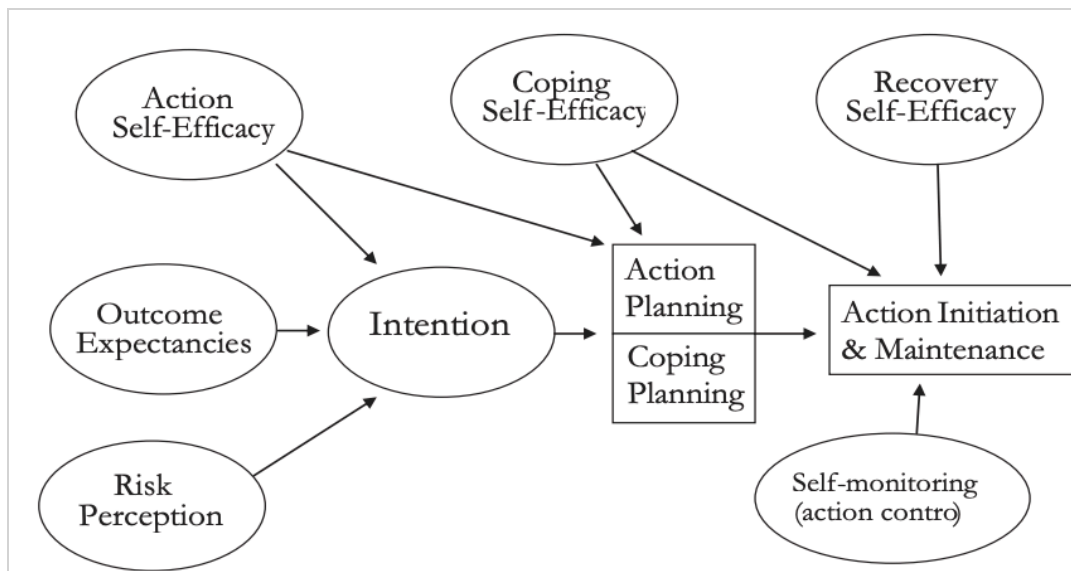 Action
Self-Efficacy
Coping
Self-Efficacy
Recovery
Self-Efficacy
Outcome
Expectancies
Intention
Action
Planning
Coping
Planning
Action Initiation
& Maintenance
Risk
Perception
Self-monitoring
(action contro)